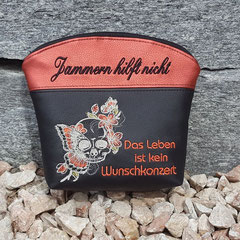 Jammern hilft nicht
Das Leben
ist kein
Wunschkonzert